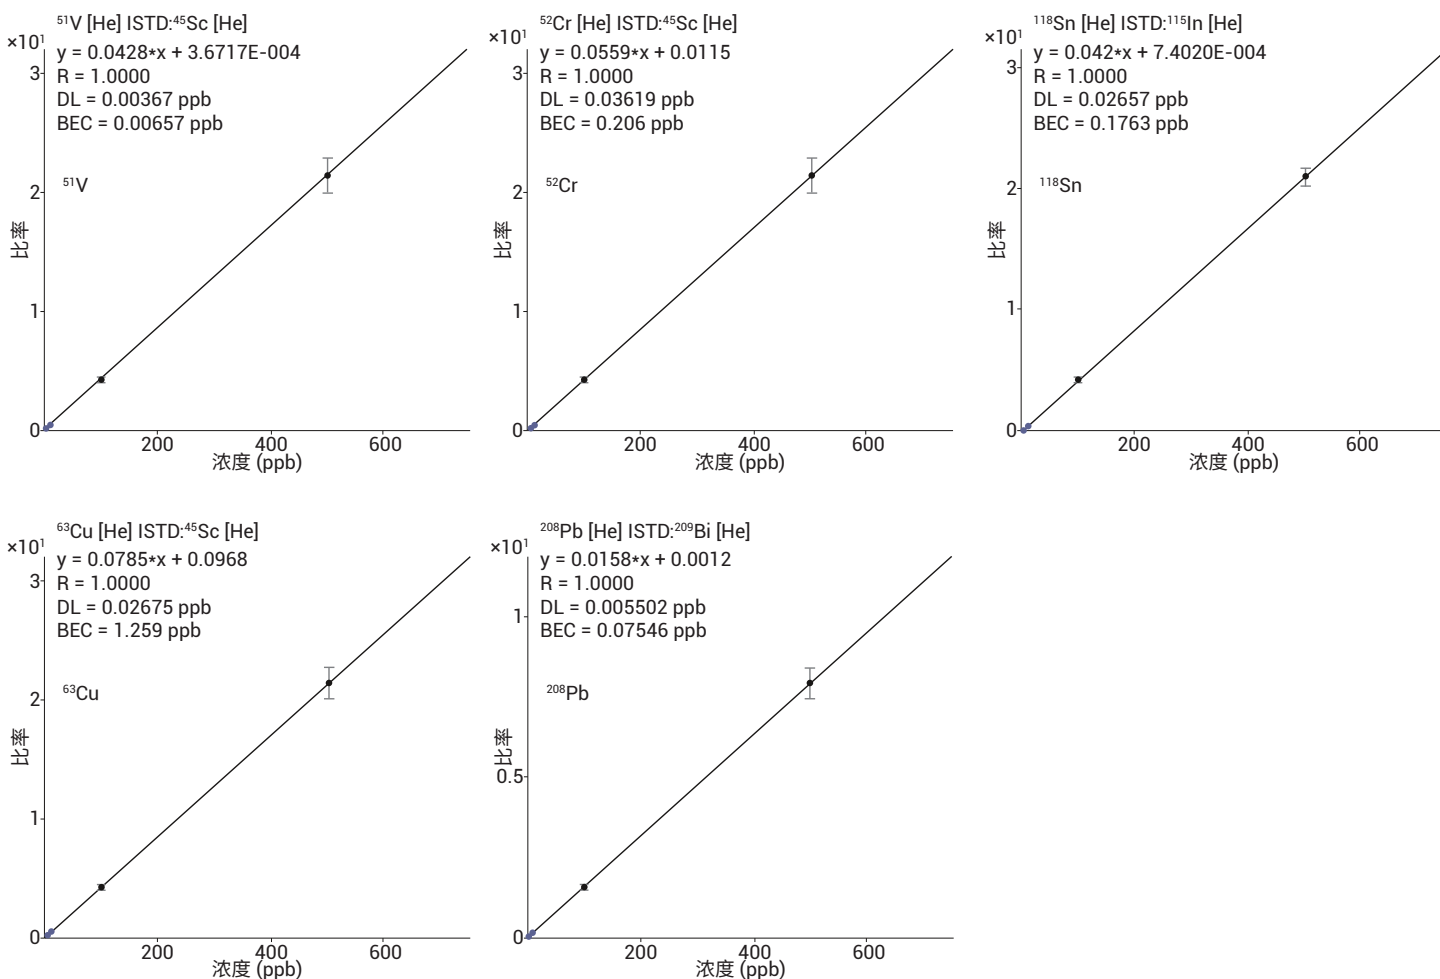 ⁵¹V [He] ISTD:⁴⁵Sc [He]
×10¹
y = 0.0428*x + 3.6717E-004
R = 1.0000
DL = 0.00367 ppb
BEC = 0.00657 ppb
⁵¹V
3
2
1
0
比率
200
400
600
浓度 (ppb)
⁵²Cr [He] ISTD:⁴⁵Sc [He]
×10¹
y = 0.0559*x + 0.0115
R = 1.0000
DL = 0.03619 ppb
BEC = 0.206 ppb
⁵²Cr
3
2
1
0
比率
200
400
600
浓度 (ppb)
¹¹⁸Sn [He] ISTD:¹¹⁵In [He]
×10¹
y = 0.042*x + 7.4020E-004
R = 1.0000
DL = 0.02657 ppb
BEC = 0.1763 ppb
¹¹⁸Sn
3
2
1
0
比率
200
400
600
浓度 (ppb)
⁶³Cu [He] ISTD:⁴⁵Sc [He]
×10¹
y = 0.0785*x + 0.0968
R = 1.0000
DL = 0.02675 ppb
BEC = 1.259 ppb
⁶³Cu
3
2
1
0
比率
200
400
600
浓度 (ppb)
²⁰⁸Pb [He] ISTD:²⁰⁹Bi [He]
×10¹
y = 0.0158*x + 0.0012
R = 1.0000
DL = 0.005502 ppb
BEC = 0.07546 ppb
²⁰⁸Pb
1
0.5
0
比率
200
400
600
浓度 (ppb)